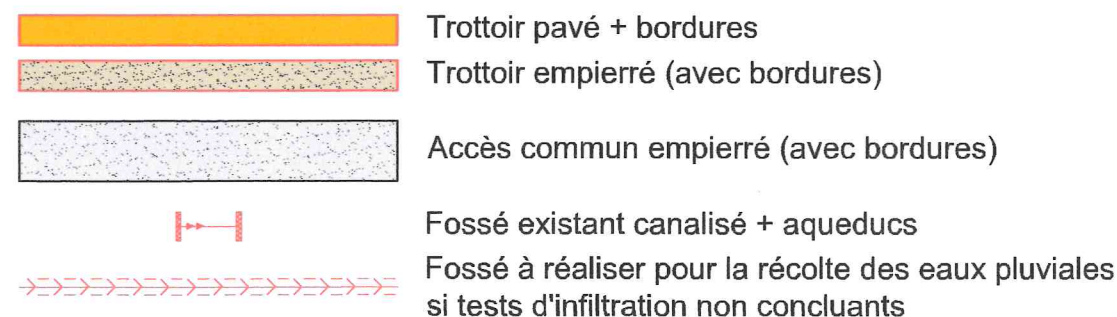 Trottoir pavé + bordures
Trottoir empierré (avec bordures)
Accès commun empierré (avec bordures)
Fossé existant canalisé + aqueducs
Fossé à réaliser pour la récolte des eaux pluviales
si tests d'infiltration non concluants